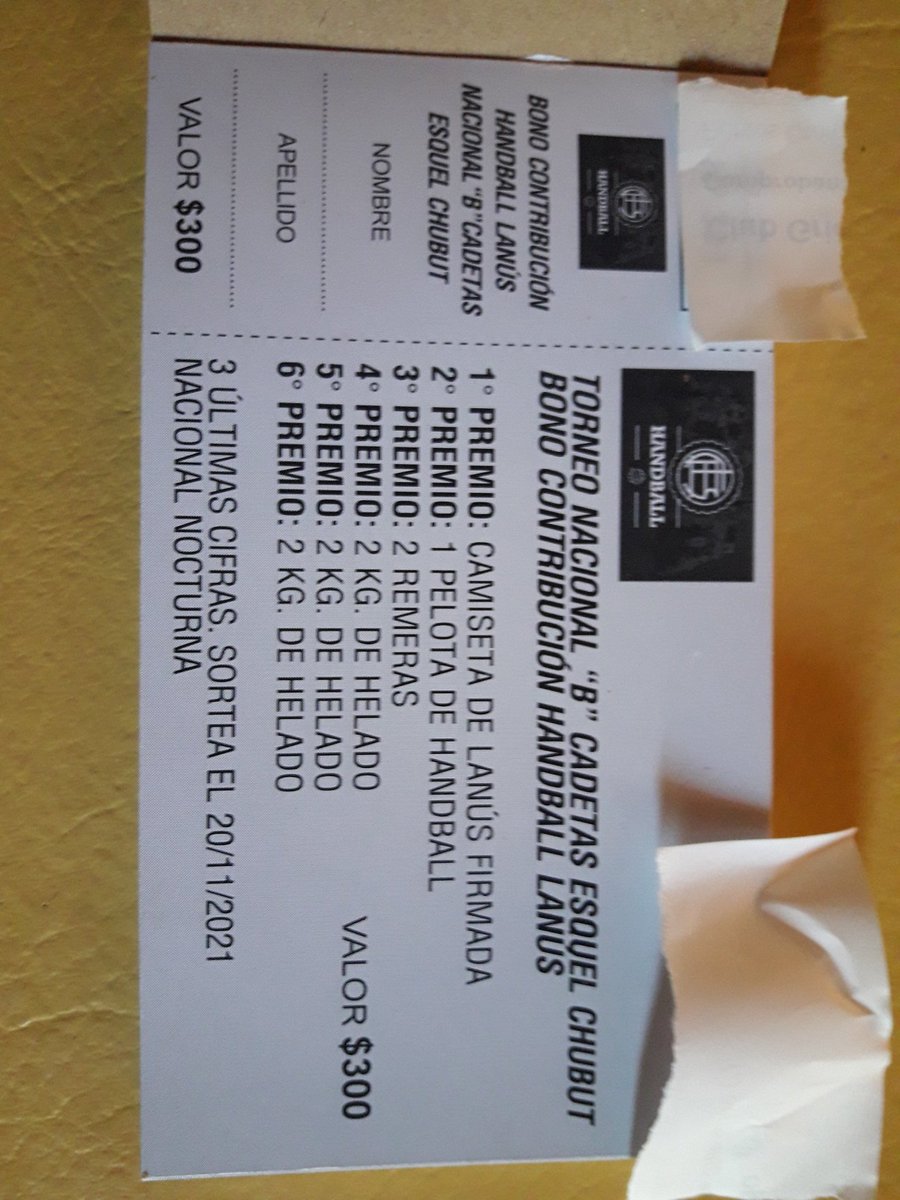 HANDBALL
BONO CONTRIBUCIÓN
HANDBALL LANÚS
NACIONAL "B"CADETAS
ESQUEL CHUBUT
NOMBRE
APELLIDO
VALOR $300
HANDBALL
TORNEO NACIONAL "B" CADETAS ESQUEL CHUBUT
BONO CONTRIBUCIÓN HANDBALL LANUS
1° PREMIO: CAMISETA DE LANÚS FIRMADA
2° PREMIO: 1 PELOTA DE HANDBALL
3° PREMIO: 2 REMERAS
4° PREMIO: 2 KG. DE HELADO
5° PREMIO: 2 KG. DE HELADO
6° PREMIO: 2 KG. DE HELADO
VALOR $300
3 ÚLTIMAS CIFRAS. SORTEA EL 20/11/2021
NACIONAL NOCTURNA